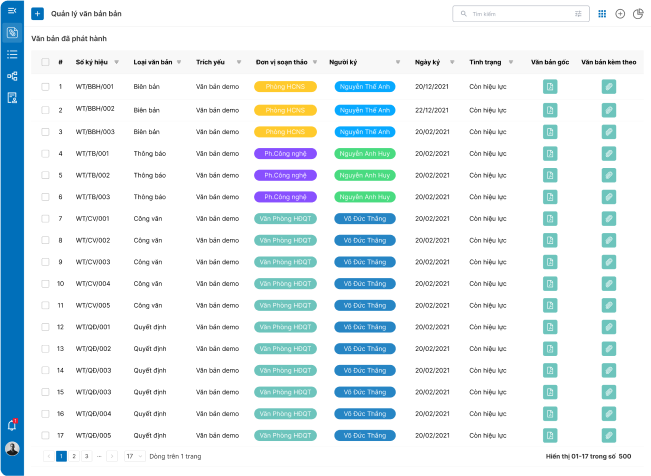 Quản lý văn bản bản
Tìm kiếm
Văn bản đã phát hành
# Số ký hiệu Loại văn bản Trích yếu Đơn vị soạn thảo Người ký Ngày ký Tình trạng Văn bản gốc Văn bản kèm theo
1 WT/BBH/001 Biên bản Văn bản demo Phòng HCNS Nguyễn Thế Anh 20/12/2021 Còn hiệu lực
2 WT/BBH/002 Biên bản Văn bản demo Phòng HCNS Nguyễn Thế Anh 22/12/2021 Còn hiệu lực
3 WT/BBH/003 Biên bản Văn bản demo Phòng HCNS Nguyễn Thế Anh 20/02/2021 Còn hiệu lực
4 WT/TB/001 Thông báo Văn bản demo Ph.Công nghệ Nguyễn Anh Huy 20/02/2021 Còn hiệu lực
5 WT/TB/002 Thông báo Văn bản demo Ph.Công nghệ Nguyễn Anh Huy 20/02/2021 Còn hiệu lực
6 WT/TB/003 Thông báo Văn bản demo Ph.Công nghệ Nguyễn Anh Huy 20/02/2021 Còn hiệu lực
7 WT/CV/001 Công văn Văn bản demo Văn Phòng HĐQT Võ Đức Thắng 20/02/2021 Còn hiệu lực
8 WT/CV/002 Công văn Văn bản demo Văn Phòng HĐQT Võ Đức Thắng 20/02/2021 Còn hiệu lực
9 WT/CV/003 Công văn Văn bản demo Văn Phòng HĐQT Võ Đức Thắng 20/02/2021 Còn hiệu lực
10 WT/CV/004 Công văn Văn bản demo Văn Phòng HĐQT Võ Đức Thắng 20/02/2021 Còn hiệu lực
11 WT/CV/005 Công văn Văn bản demo Văn Phòng HĐQT Võ Đức Thắng 20/02/2021 Còn hiệu lực
12 WT/QĐ/001 Quyết định Văn bản demo Văn Phòng HĐQT Võ Đức Thắng 20/02/2021 Còn hiệu lực
13 WT/QĐ/002 Quyết định Văn bản demo Văn Phòng HĐQT Võ Đức Thắng 20/02/2021 Còn hiệu lực
14 WT/QĐ/003 Quyết định Văn bản demo Văn Phòng HĐQT Võ Đức Thắng 20/02/2021 Còn hiệu lực
15 WT/QĐ/003 Quyết định Văn bản demo Văn Phòng HĐQT Võ Đức Thắng 20/02/2021 Còn hiệu lực
16 WT/QĐ/004 Quyết định Văn bản demo Văn Phòng HĐQT Võ Đức Thắng 20/02/2021 Còn hiệu lực
17 WT/QĐ/005 Quyết định Văn bản demo Văn Phòng HĐQT Võ Đức Thắng 20/02/2021 Còn hiệu lực
1 2 3 ... 17 Dòng trên 1 trang Hiển thị 01-17 trong số 500